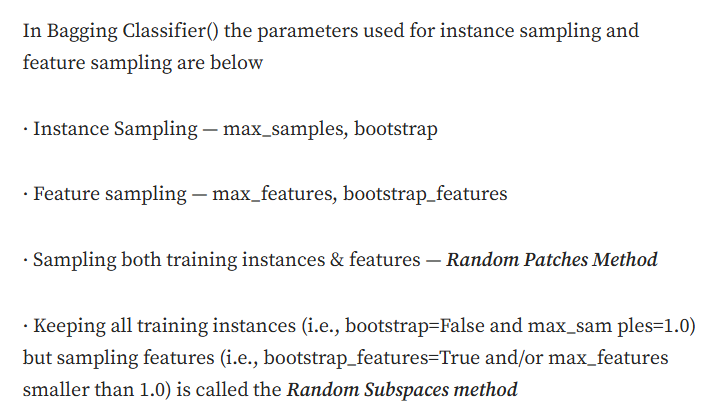 In Bagging Classifier() the parameters used for instance sampling and
feature sampling are below
· Instance Sampling — max_samples, bootstrap
· Feature sampling — max_features, bootstrap_features
· Sampling both training instances & features — Random Patches Method
· Keeping all training instances (i.e., bootstrap=False and max_sam ples=1.0)
but sampling features (i.e., bootstrap_features=True and/or max_features
smaller than 1.0) is called the Random Subspaces method